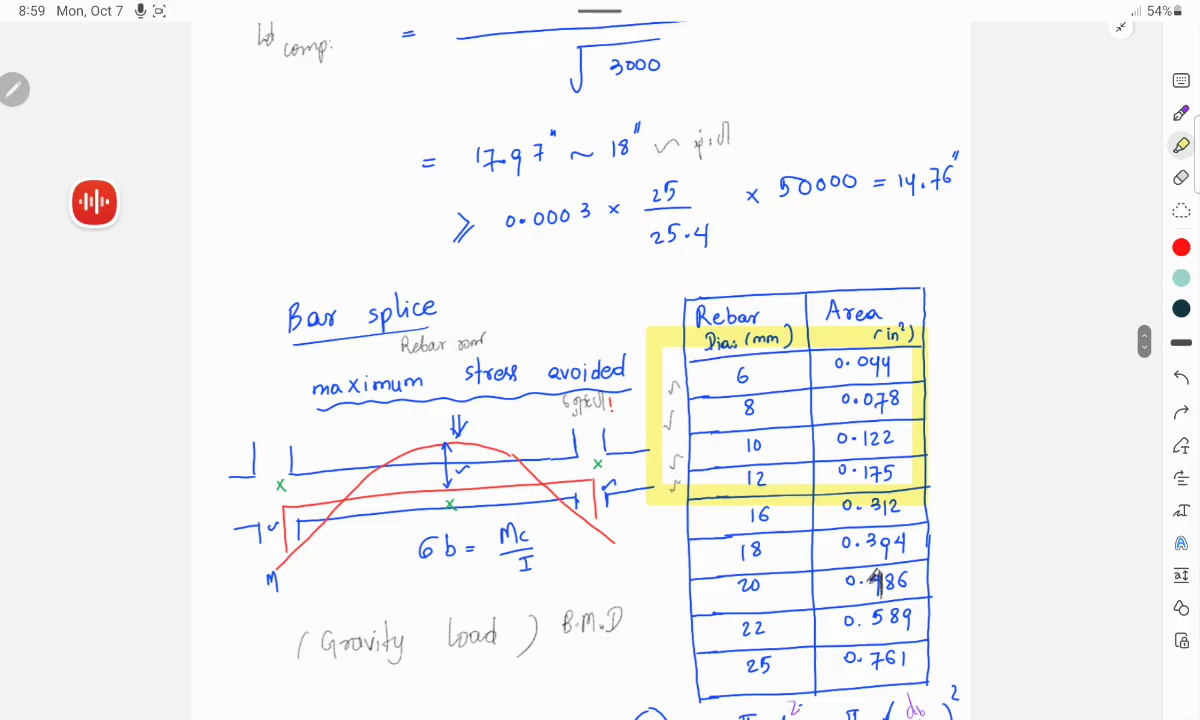 8:59 Mon, Oct 7
54%
ld comp. =
√3000
= 17.97" ~ 18"
≥ 0.0003 × 25/25.4 × 50000 = 14.76"
Bar splice
Rebar
maximum stress avoided
M
σb = Mc/I
(Gravity load) B.M.D
Rebar Dia. (mm) Area (in²)
6 0.044
8 0.078
10 0.122
12 0.175
16 0.312
18 0.394
20 0.486
22 0.589
25 0.761